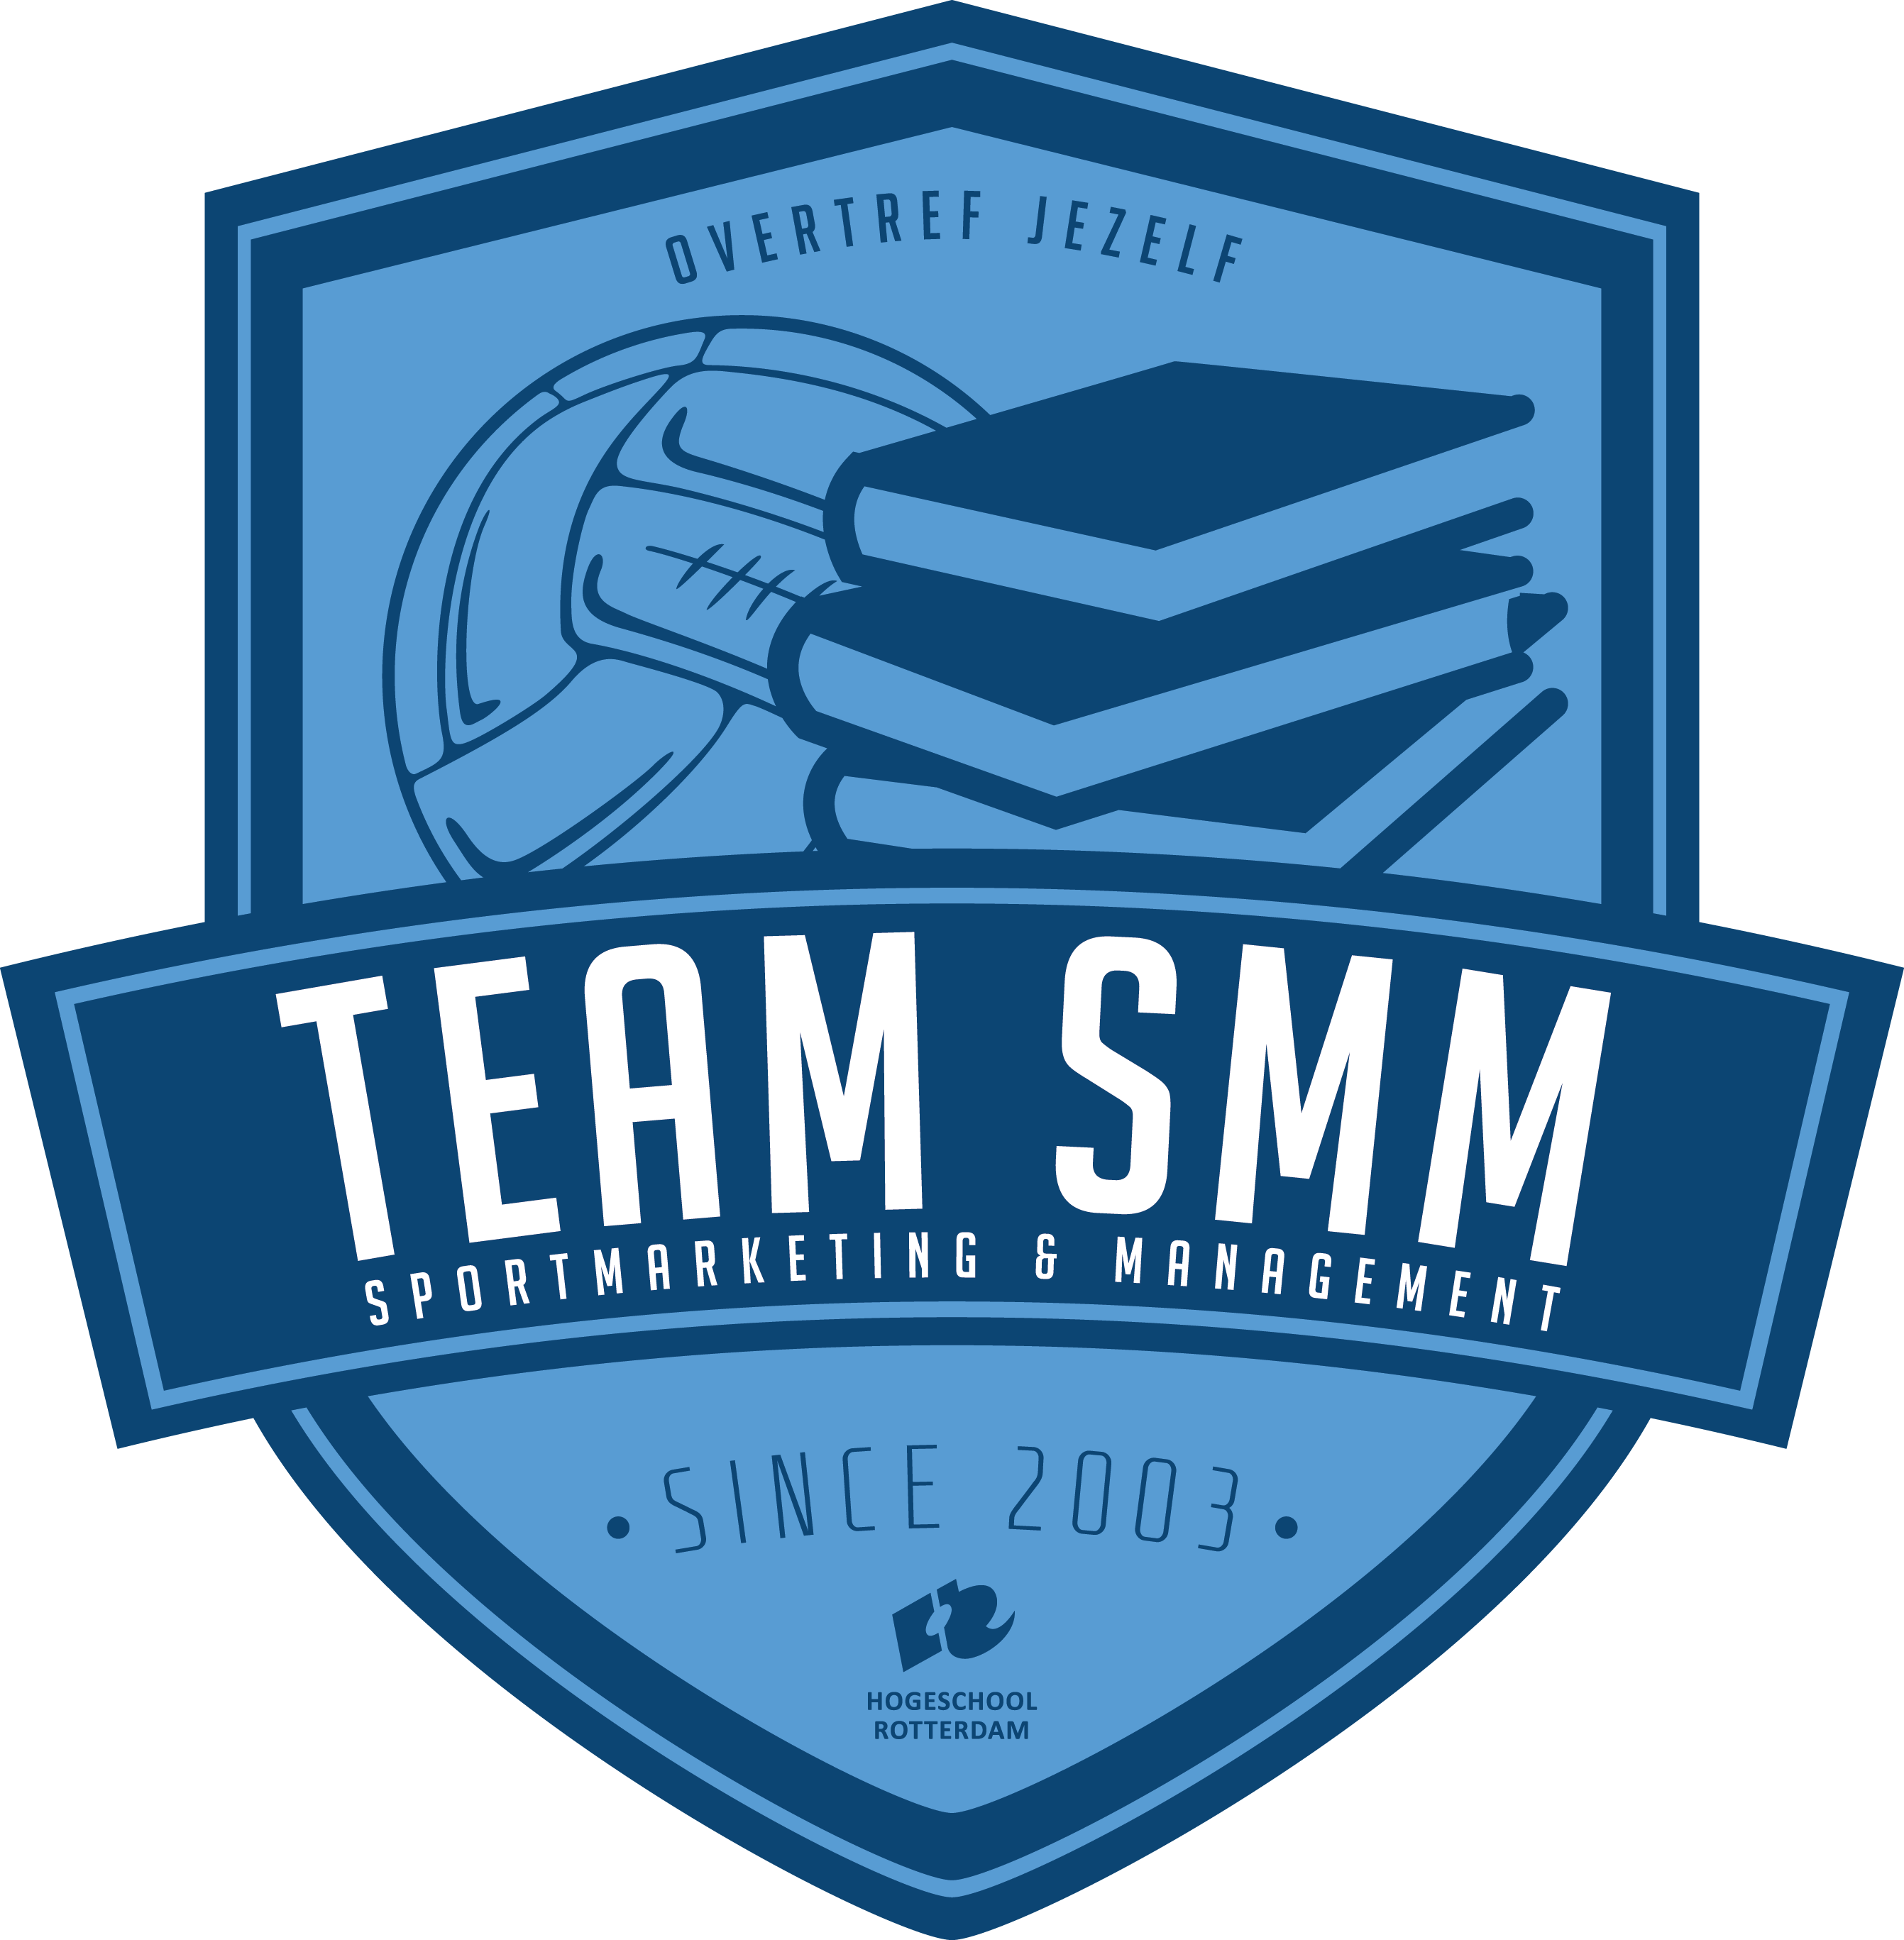 OVERTREF JEZELF
TEAM SMM
SPORTMARKETING & MANAGEMENT
• SINCE 2003 •
HOGESCHOOL
ROTTERDAM